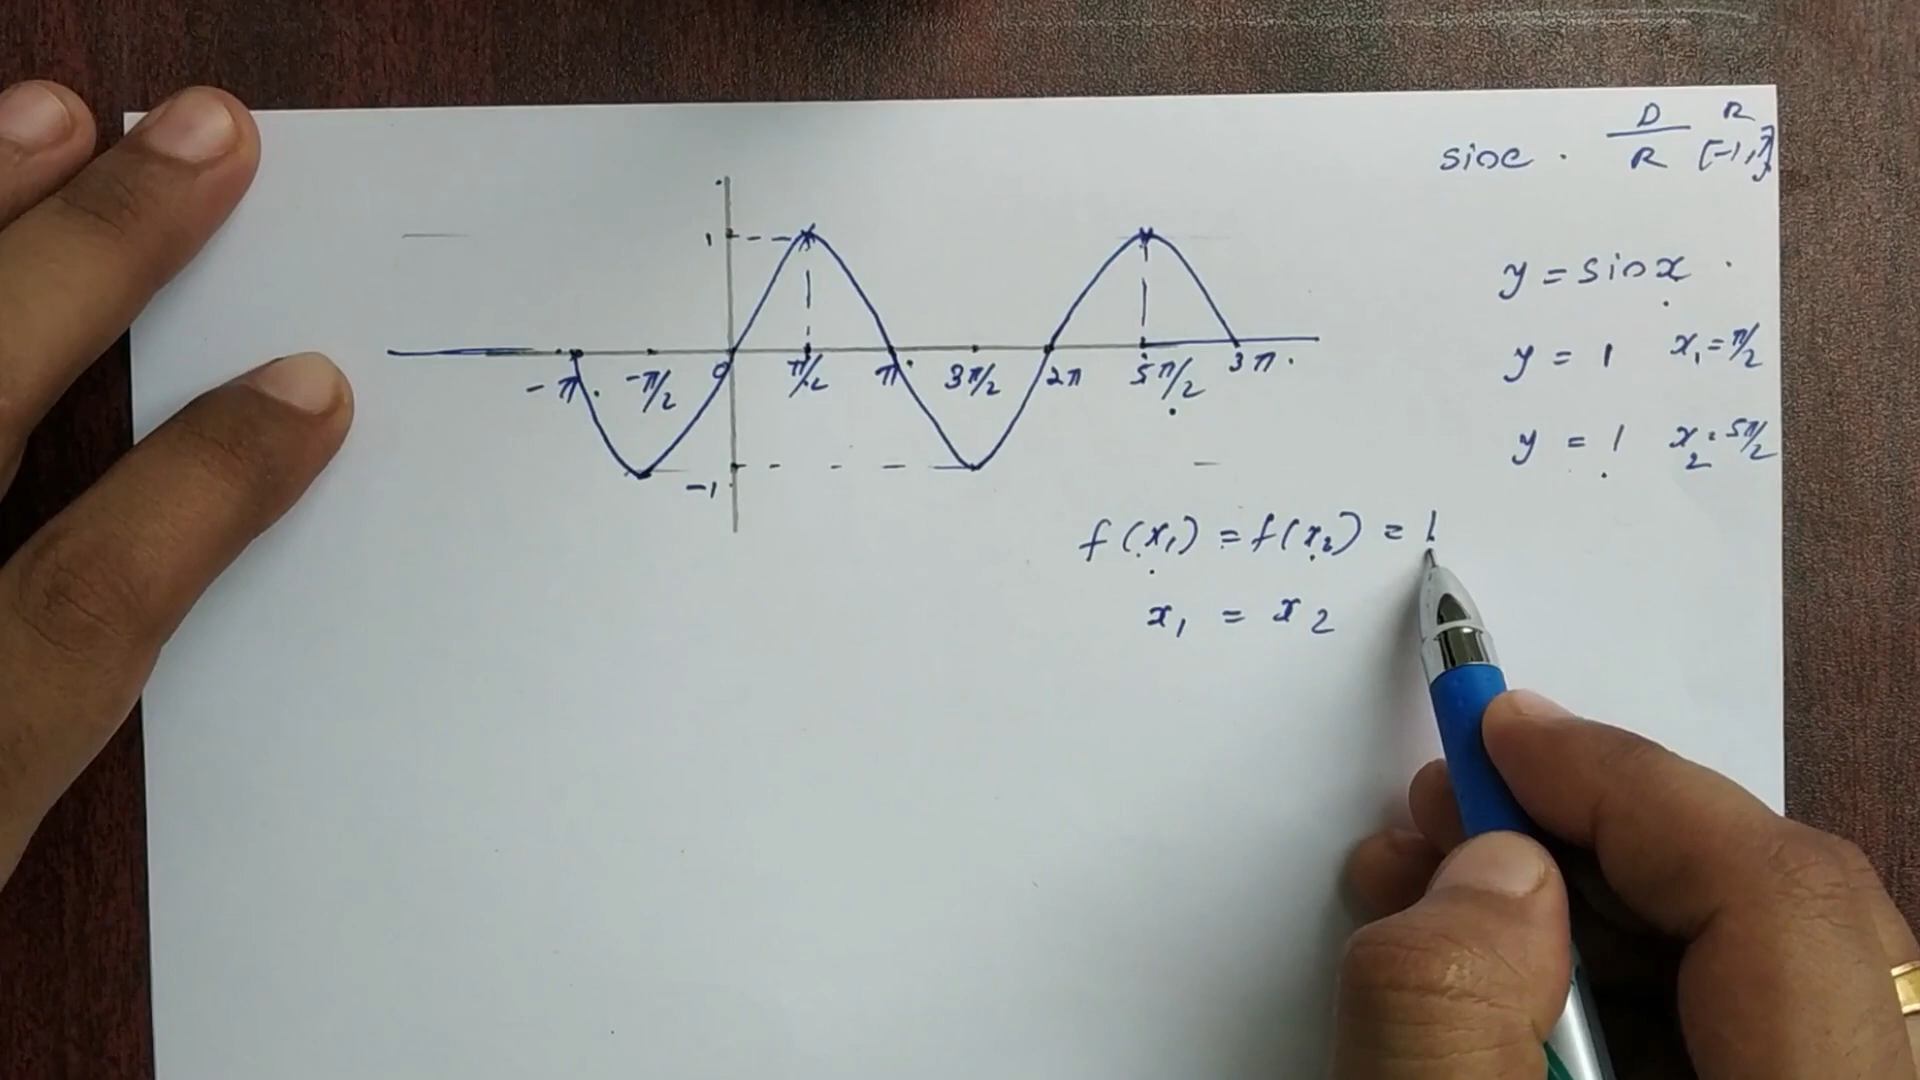 D R
sine . R [-1,1]
1
0
-π -π/2 π/2 π 3π/2 2π 5π/2 3π
-1
y = sinx
y = 1 x₁ = π/2
y = 1 x₂ = 5π/2
f(x₁) = f(x₂) = 1
x₁ = x₂